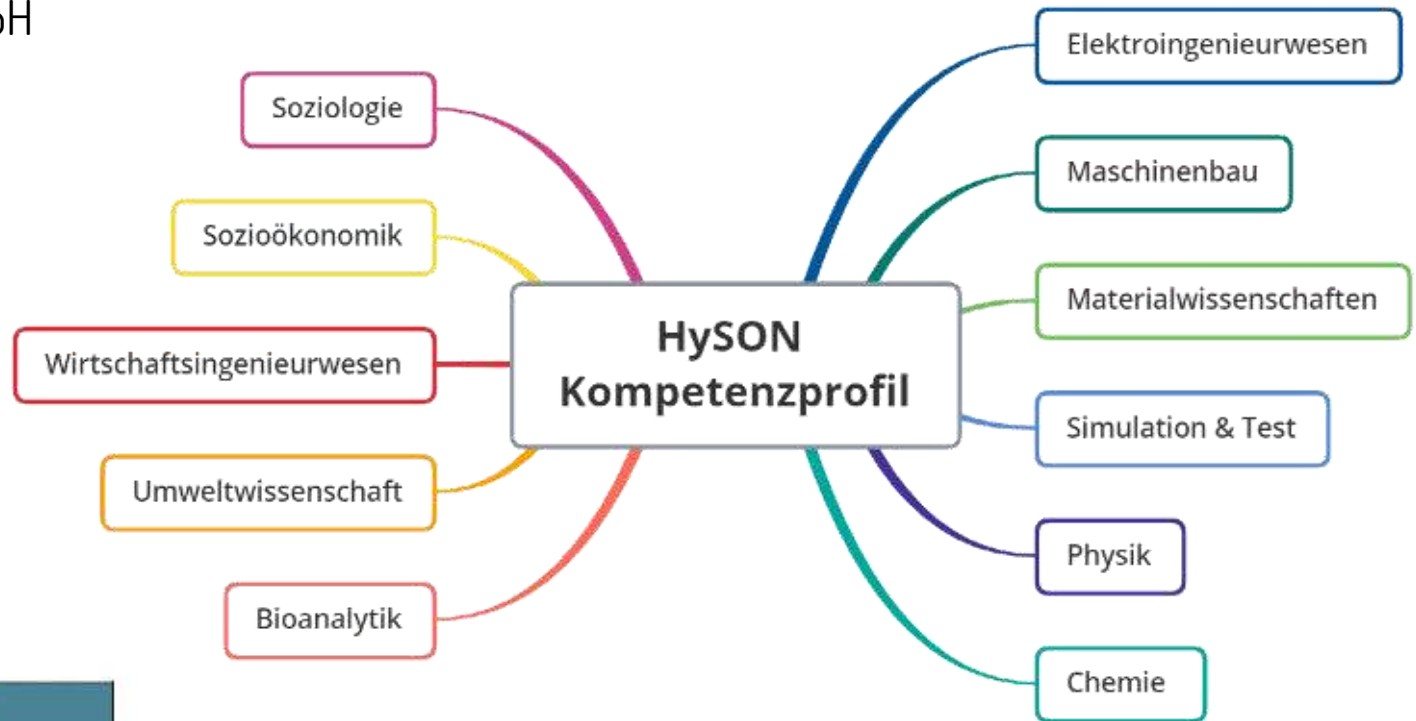 Soziologie
Sozioökonomik
Wirtschaftsingenieurwesen
Umweltwissenschaft
Bioanalytik
HySON
Kompetenzprofil
Elektroingenieurwesen
Maschinenbau
Materialwissenschaften
Simulation & Test
Physik
Chemie